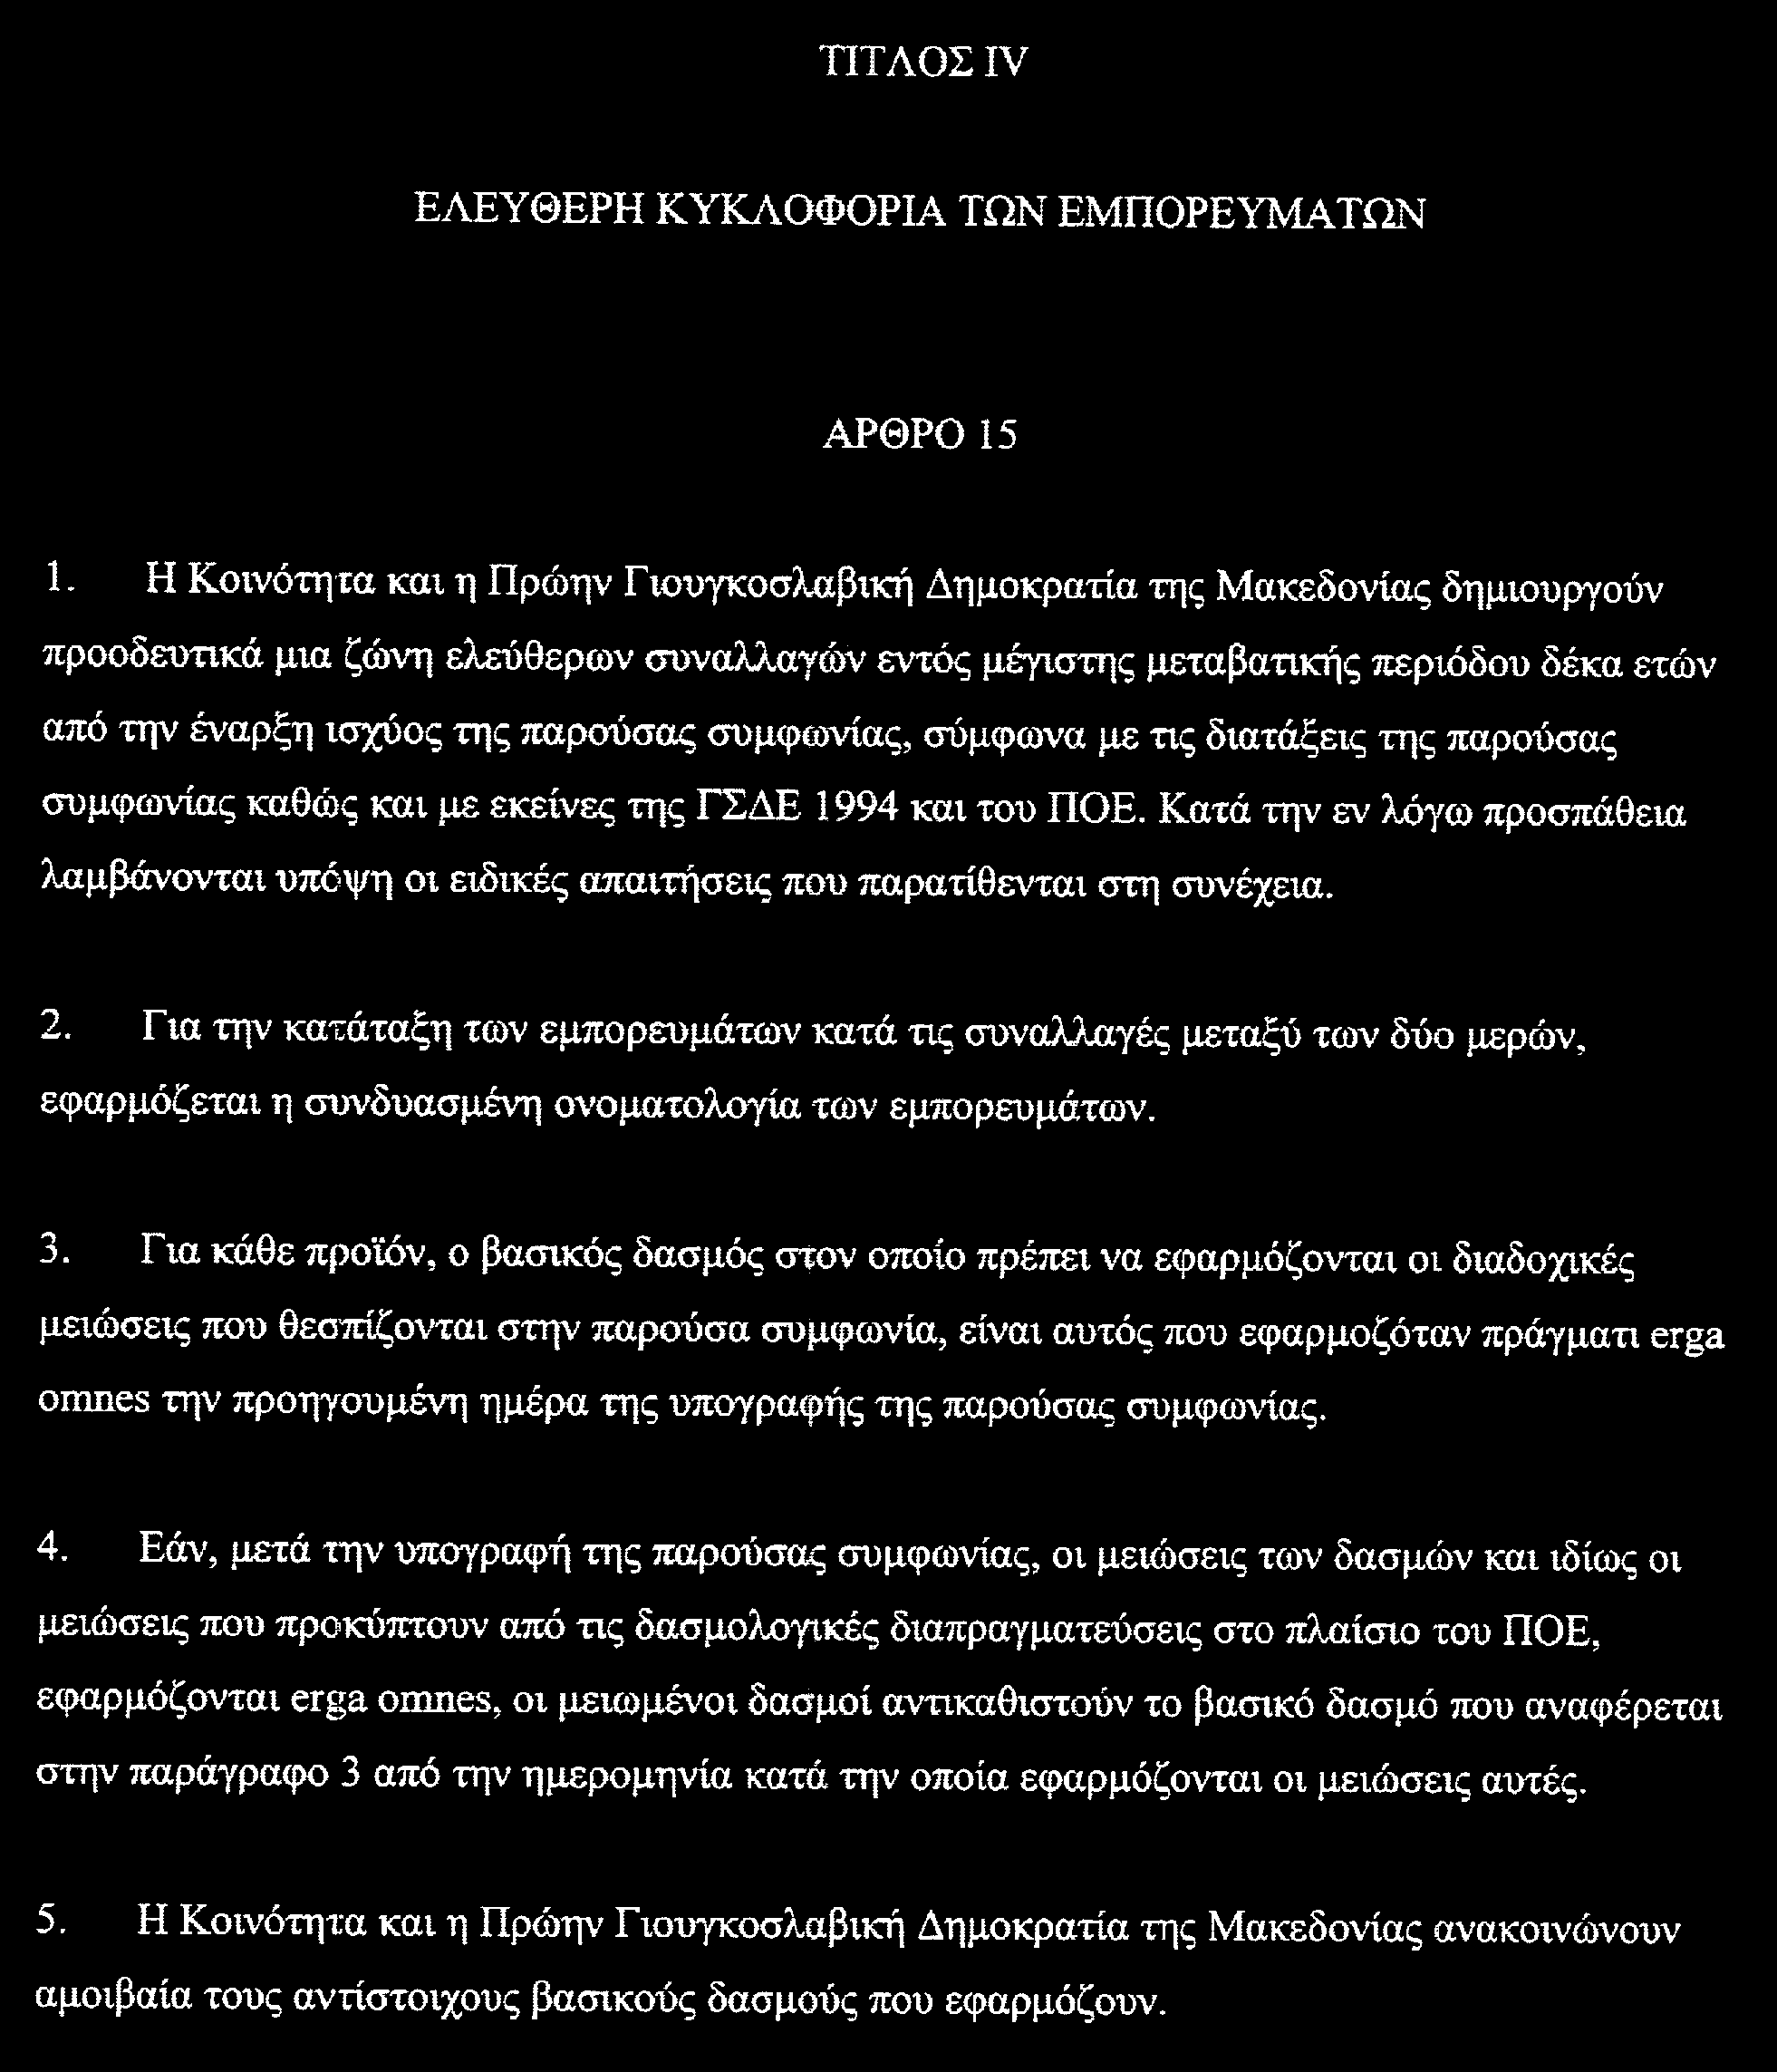 ΤΙΤΛΟΣ IV
ΕΛΕΥΘΕΡΗ ΚΥΚΛΟΦΟΡΙΑ ΤΩΝ ΕΜΠΟΡΕΥΜΑΤΩΝ
ΑΡΘΡΟ 15
1. Η Κοινότητα και η Πρώην Γιουγκοσλαβική Δημοκρατία της Μακεδονίας δημιουργούν
προοδευτικά μια ζώνη ελεύθερων συναλλαγών εντός μέγιστης μεταβατικής περιόδου δέκα ετών
από την έναρξη ισχύος της παρούσας συμφωνίας, σύμφωνα με τις διατάξεις της παρούσας
συμφωνίας καθώς και με εκείνες της ΓΣΔΕ 1994 και του ΠΟΕ. Κατά την εν λόγω προσπάθεια
λαμβάνονται υπόψη οι ειδικές απαιτήσεις που παρατίθενται στη συνέχεια.
2. Για την κατάταξη των εμπορευμάτων κατά τις συναλλαγές μεταξύ των δύο μερών,
εφαρμόζεται η συνδυασμένη ονοματολογία των εμπορευμάτων.
3. Για κάθε προϊόν, ο βασικός δασμός στον οποίο πρέπει να εφαρμόζονται οι διαδοχικές
μειώσεις που θεσπίζονται στην παρούσα συμφωνία, είναι αυτός που εφαρμοζόταν πράγματι erga
omnes την προηγουμένη ημέρα της υπογραφής της παρούσας συμφωνίας.
4. Εάν, μετά την υπογραφή της παρούσας συμφωνίας, οι μειώσεις των δασμών και ιδίως οι
μειώσεις που προκύπτουν από τις δασμολογικές διαπραγματεύσεις στο πλαίσιο του ΠΟΕ,
εφαρμόζονται erga omnes, οι μειωμένοι δασμοί αντικαθιστούν το βασικό δασμό που αναφέρεται
στην παράγραφο 3 από την ημερομηνία κατά την οποία εφαρμόζονται οι μειώσεις αυτές.
5. Η Κοινότητα και η Πρώην Γιουγκοσλαβική Δημοκρατία της Μακεδονίας ανακοινώνουν
αμοιβαία τους αντίστοιχους βασικούς δασμούς που εφαρμόζουν.